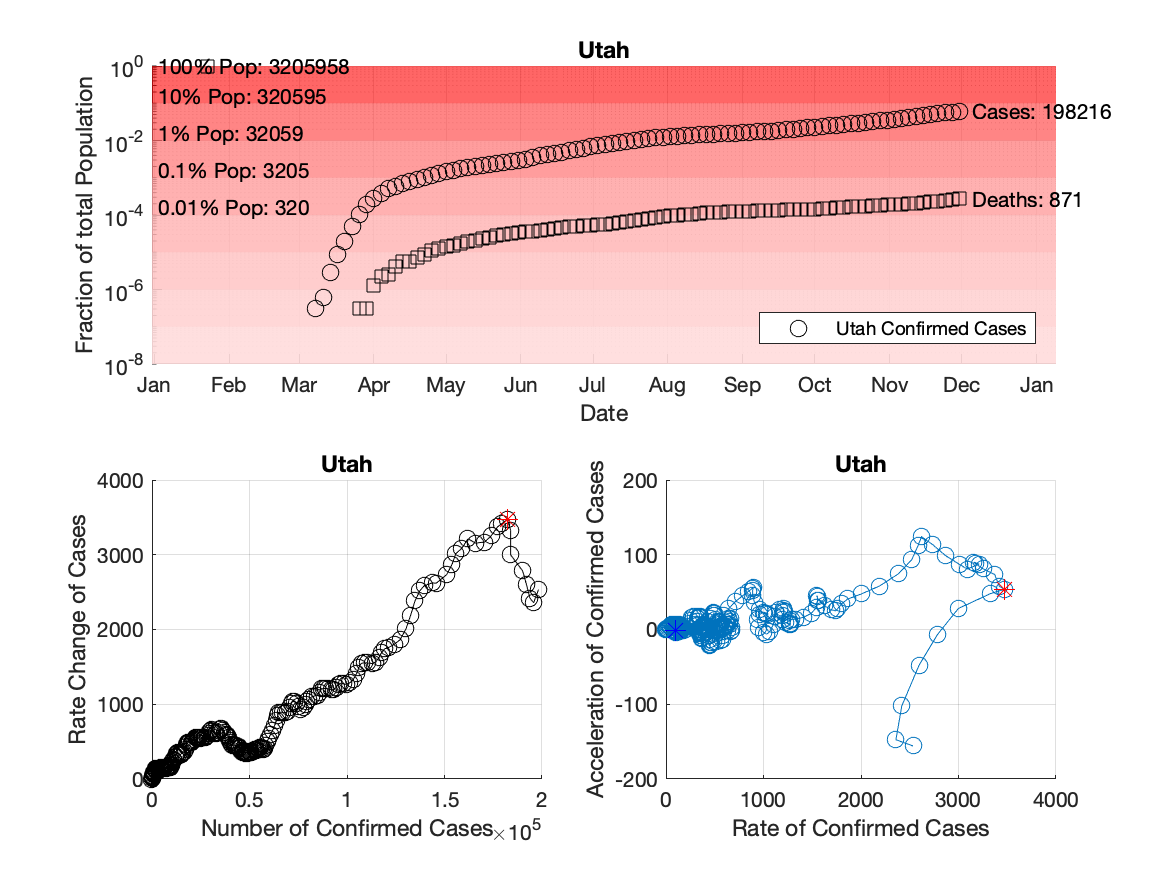 Utah
10^0
10^-2
10^-4
10^-6
10^-8
Fraction of total Population
100% Pop: 3205958
10% Pop: 320595
1% Pop: 32059
0.1% Pop: 3205
0.01% Pop: 320
Cases: 198216
Deaths: 871
Utah Confirmed Cases
Jan Feb Mar Apr May Jun Jul Aug Sep Oct Nov Dec Jan
Date
Utah
4000
3000
2000
1000
0
Rate Change of Cases
0 0.5 1 1.5 2
Number of Confirmed Cases ×10^5
Utah
200
100
0
-100
-200
Acceleration of Confirmed Cases
0 1000 2000 3000 4000
Rate of Confirmed Cases